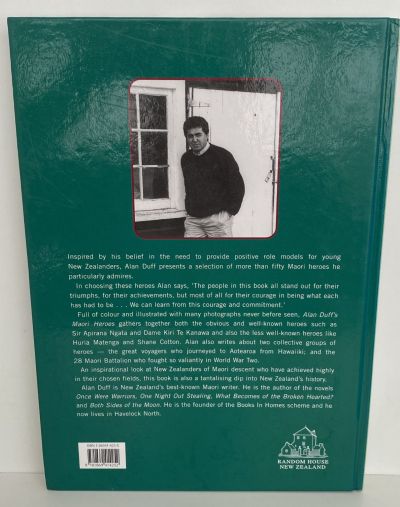 Inspired by his belief in the need to provide positive role models for young
New Zealanders, Alan Duff presents a selection of more than fifty Maori heroes he
particularly admires.
In choosing these heroes Alan says, 'The people in this book all stand out for their
triumphs, for their achievements, but most of all for their courage in being what each
has had to be . . . We can learn from this courage and commitment.'
Full of colour and illustrated with many photographs never before seen, Alan Duff's
Maori Heroes gathers together both the obvious and well-known heroes such as
Sir Apirana Ngata and Dame Kiri Te Kanawa and also the less well-known heroes like
Huria Matenga and Shane Cotton. Alan also writes about two collective groups of
heroes — the great voyagers who journeyed to Aotearoa from Hawaiiki; and the
28 Maori Battalion who fought so valiantly in World War Two.
An inspirational look at New Zealanders of Maori descent who have achieved highly
in their chosen fields, this book is also a tantalising dip into New Zealand's history.
Alan Duff is New Zealand's best-known Maori writer. He is the author of the novels
Once Were Warriors, One Night Out Stealing, What Becomes of the Broken Hearted?
and Both Sides of the Moon. He is the founder of the Books In Homes scheme and he
now lives in Havelock North.
RANDOM HOUSE
NEW ZEALAND